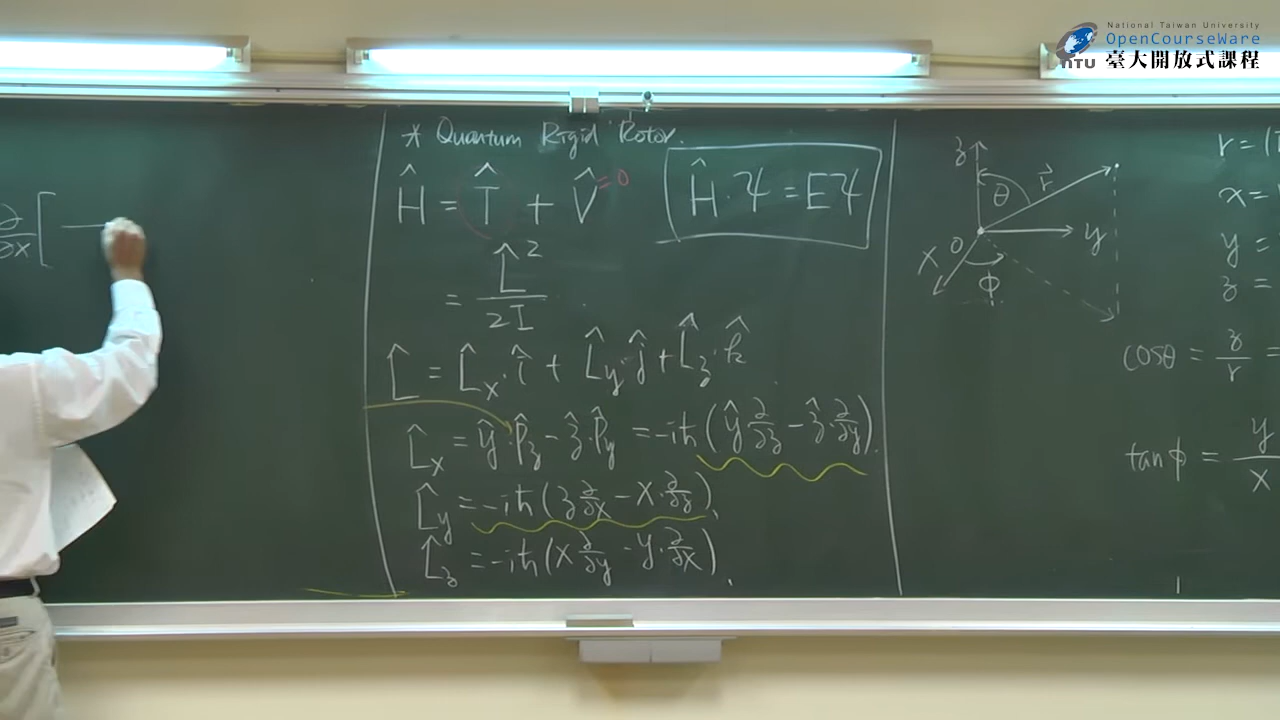 National Taiwan University
OpenCourseWare
NTU 臺大開放式課程
∂/∂x [ —
* Quantum Rigid Rotor.
Ĥ = T̂ + V̂ = 0
Ĥ·Ψ = EΨ
= L̂² / 2I
L̂ = L̂x·î + L̂y·ĵ + L̂z·k̂
L̂x = ŷ·p̂z − ẑ·p̂y = −iħ(ŷ ∂/∂z − ẑ·∂/∂y).
L̂y = −iħ(z ∂/∂x − x·∂/∂z),
L̂z = −iħ(x ∂/∂y − y·∂/∂x).
z
θ
r⃗
y
x
0
ϕ
r = (
x =
y =
z =
cosθ = z/r =
tanϕ = y/x